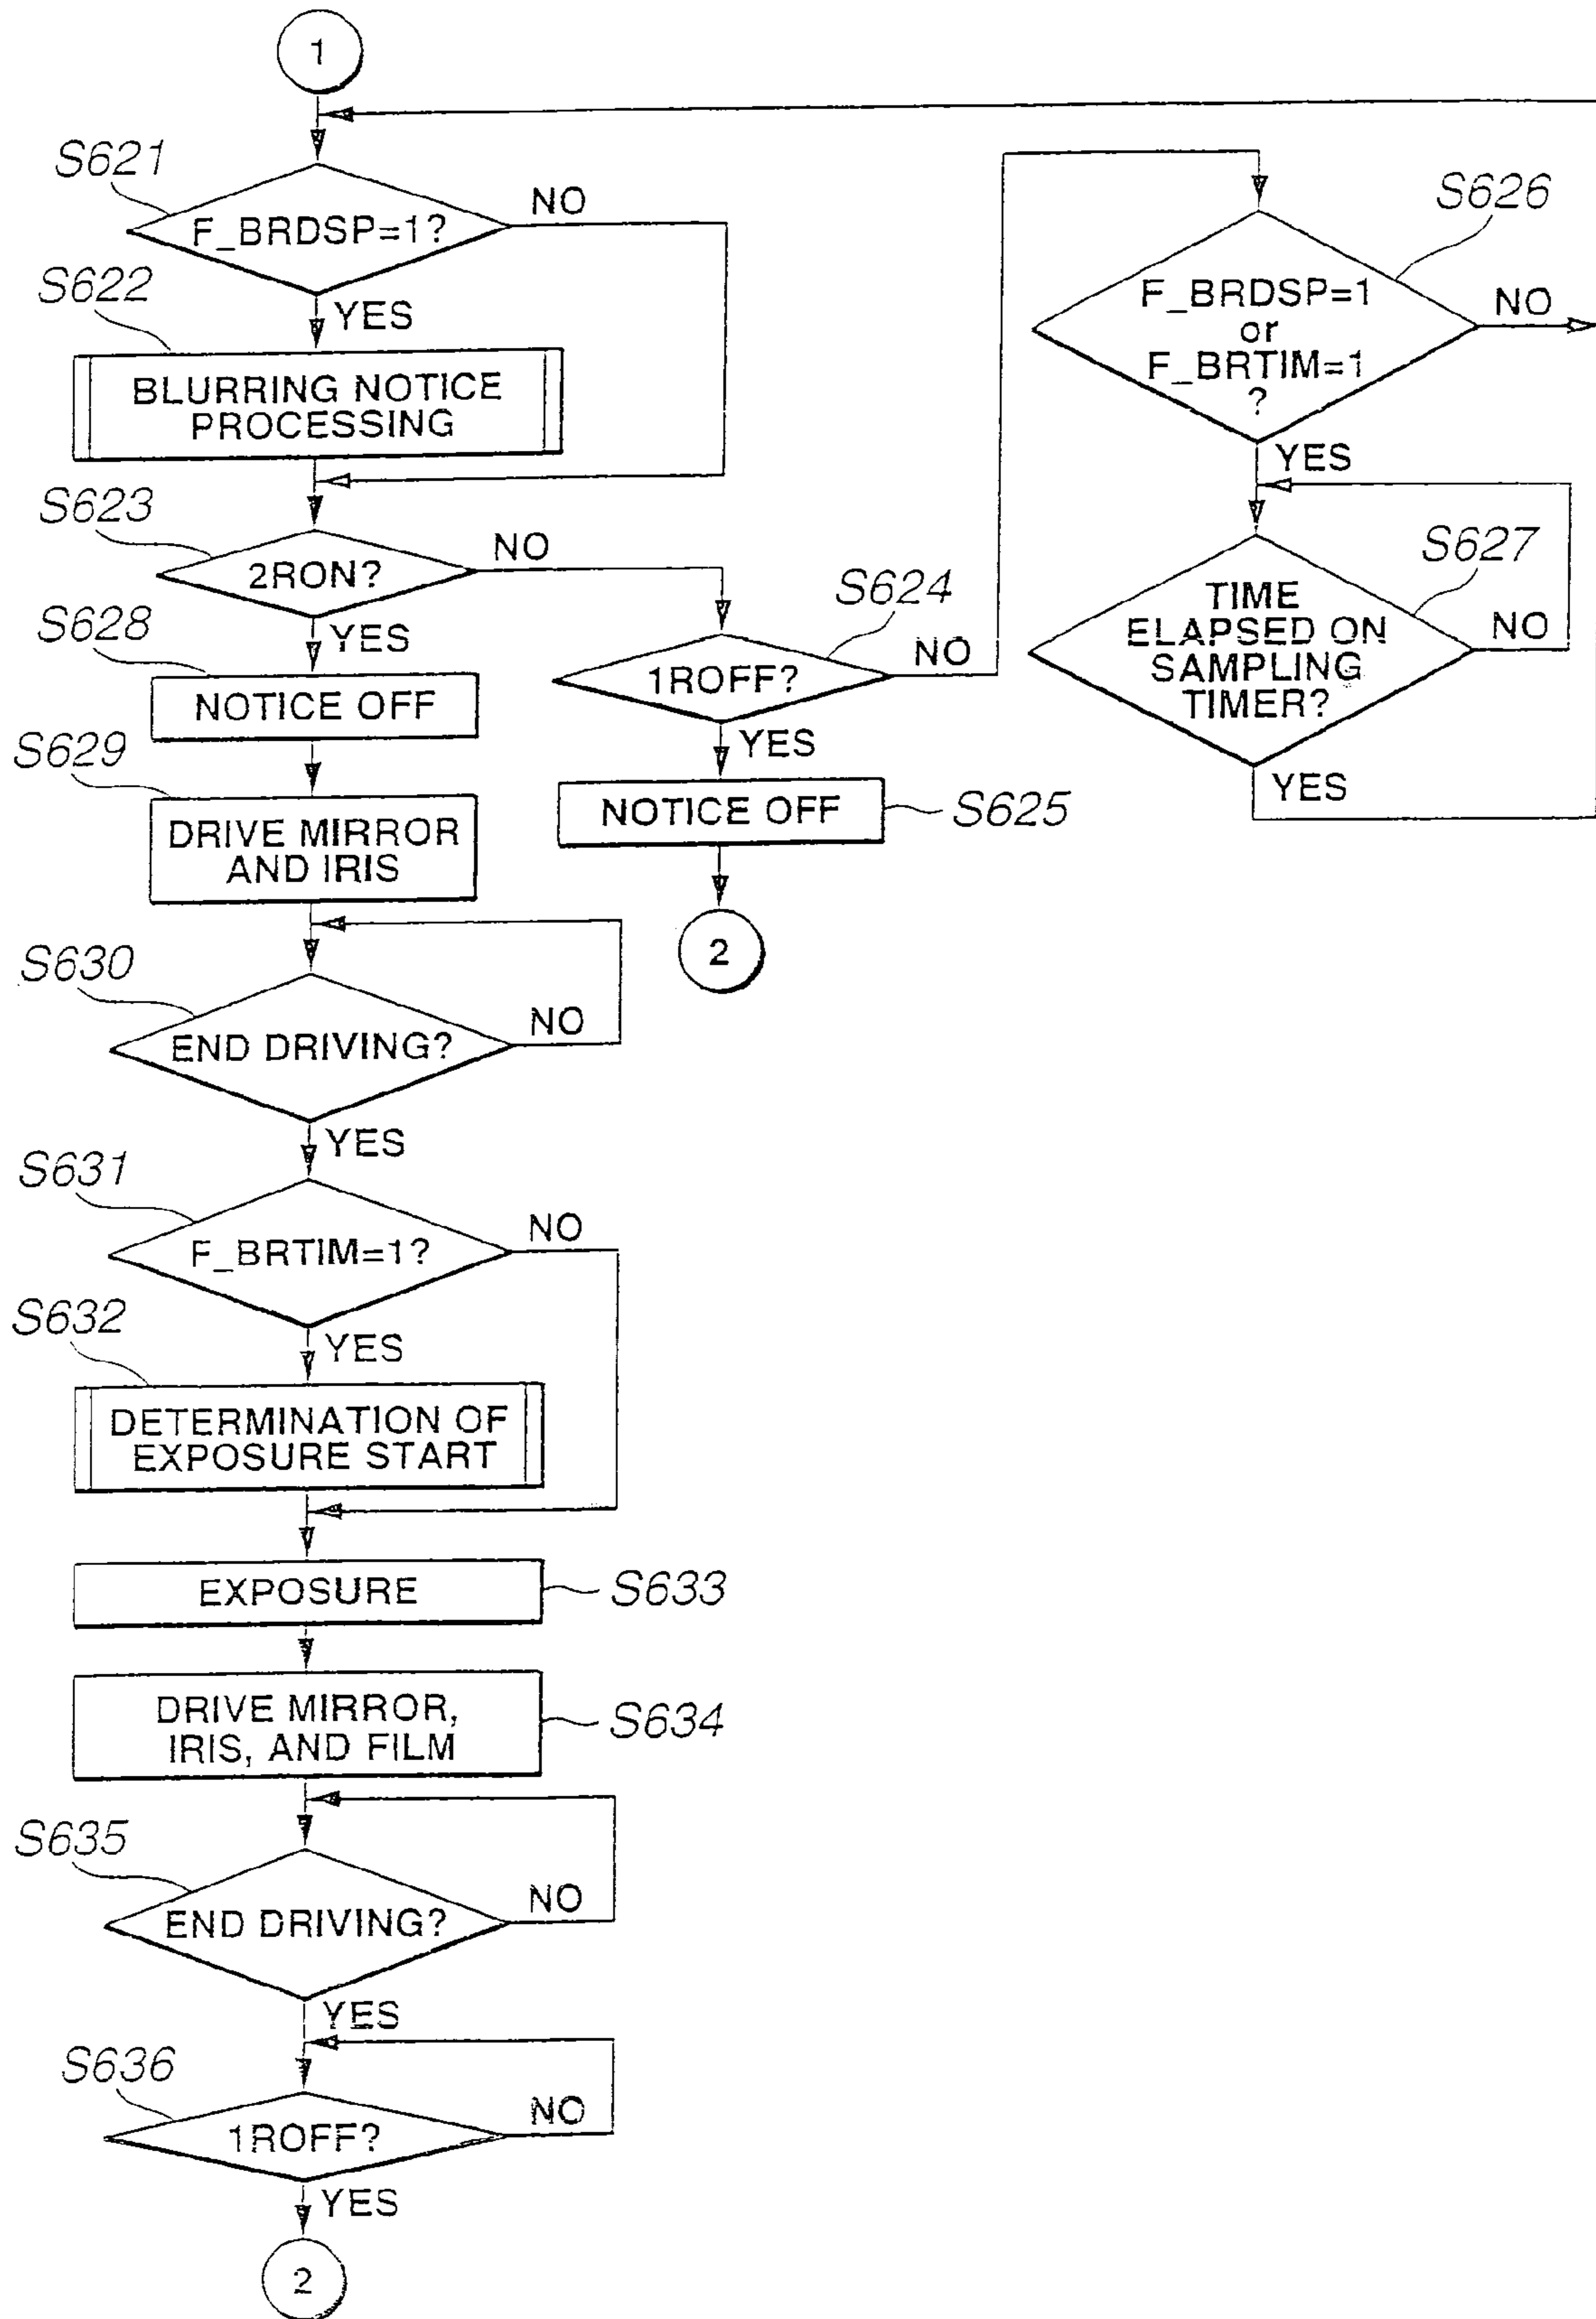 1
S621
F_BRDSP=1?
NO
S622
YES
BLURRING NOTICE
PROCESSING
S623
2RON?
NO
S628
YES
NOTICE OFF
S629
DRIVE MIRROR
AND IRIS
S624
1ROFF?
NO
YES
NOTICE OFF
S625
2
S626
F_BRDSP=1
or
F_BRTIM=1
?
NO
YES
S627
TIME
ELAPSED ON
SAMPLING
TIMER?
NO
YES
S630
END DRIVING?
NO
YES
S631
F_BRTIM=1?
NO
S632
YES
DETERMINATION OF
EXPOSURE START
EXPOSURE
S633
DRIVE MIRROR,
IRIS, AND FILM
S634
S635
END DRIVING?
NO
YES
S636
1ROFF?
NO
YES
2